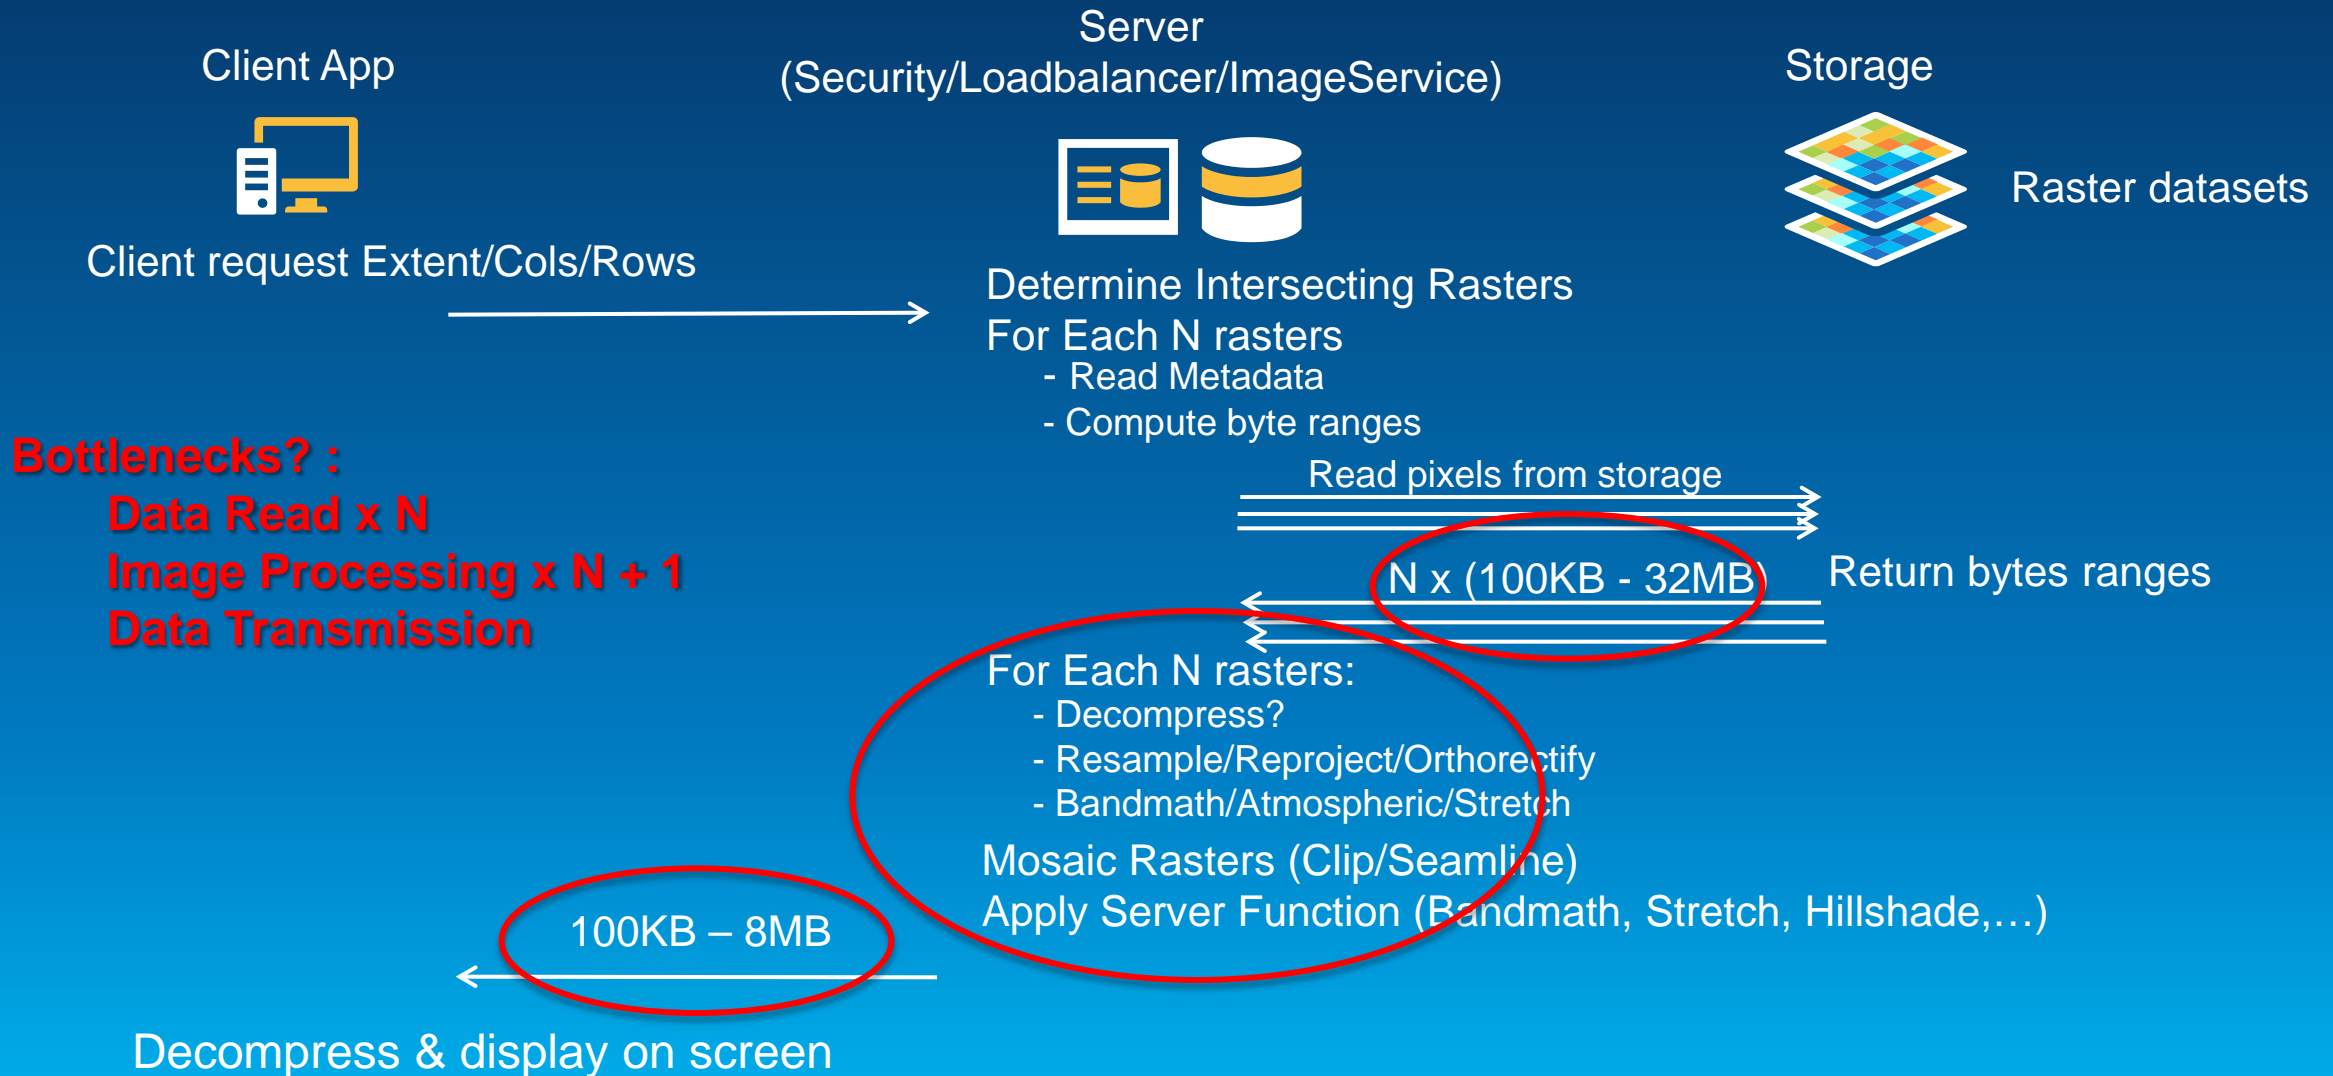 Client App
Server
(Security/Loadbalancer/ImageService)
Storage
Raster datasets
Client request Extent/Cols/Rows
Determine Intersecting Rasters
For Each N rasters
- Read Metadata
- Compute byte ranges
Bottlenecks? :
Data Read x N
Image Processing x N + 1
Data Transmission
Read pixels from storage
N x (100KB - 32MB)
Return bytes ranges
For Each N rasters:
- Decompress?
- Resample/Reproject/Orthorectify
- Bandmath/Atmospheric/Stretch
Mosaic Rasters (Clip/Seamline)
Apply Server Function (Bandmath, Stretch, Hillshade,…)
100KB – 8MB
Decompress & display on screen